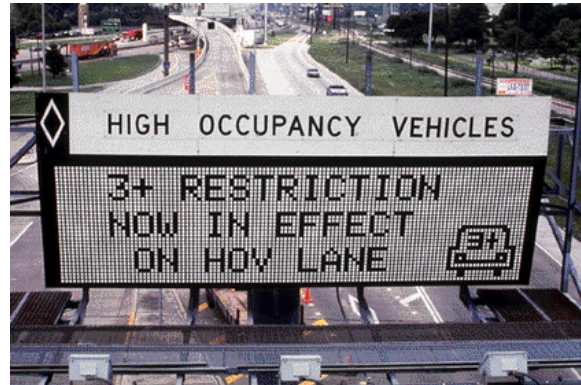 HIGH OCCUPANCY VEHICLES
3+ RESTRICTION
NOW IN EFFECT
ON HOV LANE
3+